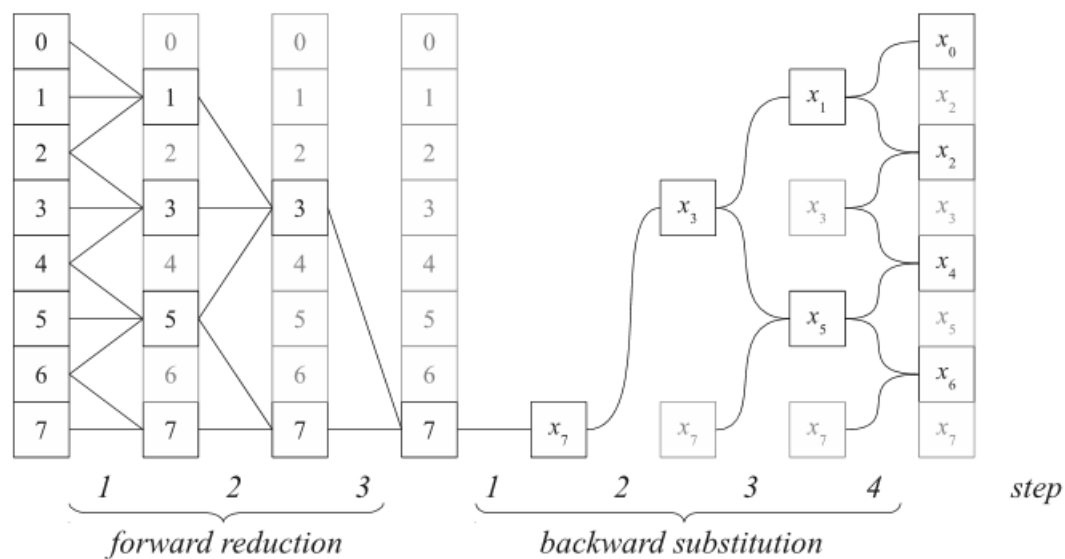 0 0 0 0 x₀
1 1 1 1 x₁ x₂
2 2 2 2 x₂
3 3 3 3 x₃ x₃ x₃
4 4 4 4 x₄
5 5 5 5 x₅ x₅
6 6 6 6 x₆
7 7 7 7 x₇ x₇ x₇ x₇
1 2 3 1 2 3 4 step
forward reduction backward substitution